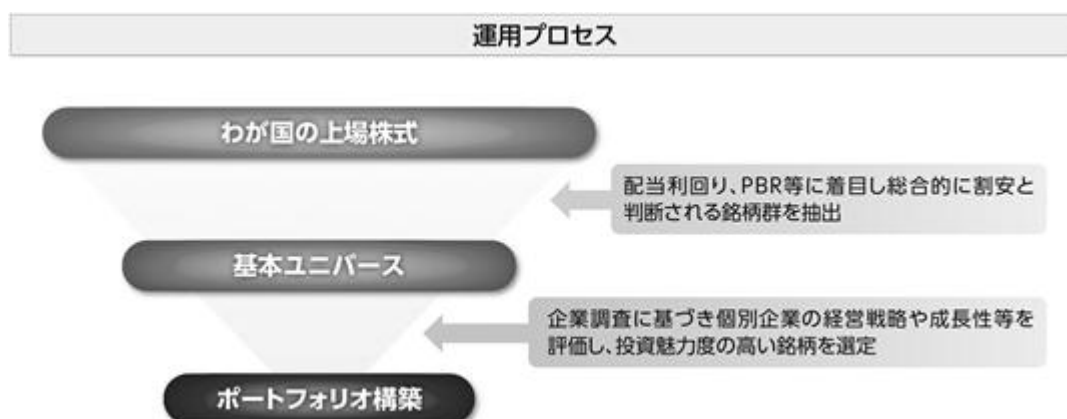 運用プロセス
わが国の上場株式
配当利回り、PBR等に着目し総合的に割安と
判断される銘柄群を抽出
基本ユニバース
企業調査に基づき個別企業の経営戦略や成長性等を
評価し、投資魅力度の高い銘柄を選定
ポートフォリオ構築